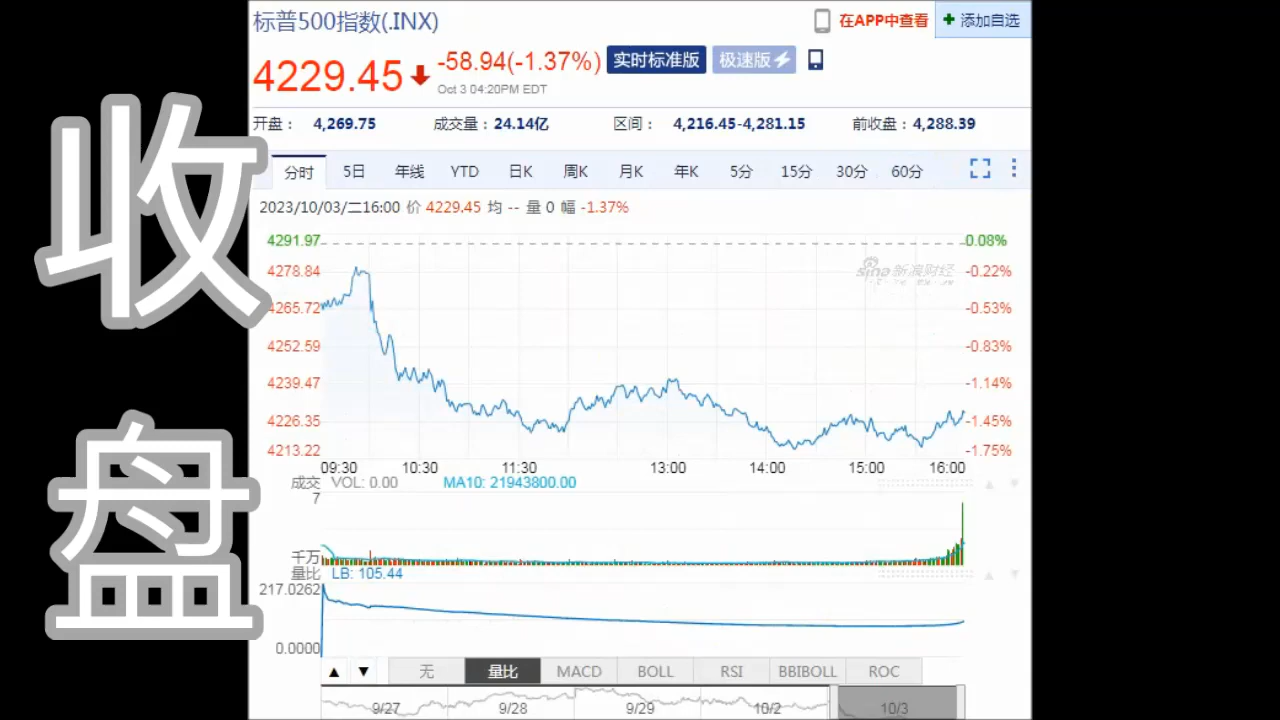 收盘
标普500指数(.INX)
在APP中查看
添加自选
4229.45
-58.94(-1.37%)
实时标准版
极速版
Oct 3 04:20PM EDT
开盘： 4,269.75
成交量：24.14亿
区间： 4,216.45-4,281.15
前收盘：4,288.39
分时 5日 年线 YTD 日K 周K 月K 年K 5分 15分 30分 60分
2023/10/03/二16:00 价 4229.45 均 -- 量 0 幅 -1.37%
4291.97 0.08%
4278.84 -0.22%
sina 新浪财经
4265.72 -0.53%
4252.59 -0.83%
4239.47 -1.14%
4226.35 -1.45%
4213.22 -1.75%
09:30 10:30 11:30 13:00 14:00 15:00 16:00
成交 VOL: 0.00 MA10: 21943800.00
7
千万
量比 LB: 105.44
217.0262
0.0000
无 量比 MACD BOLL RSI BBIBOLL ROC
9/27 9/28 9/29 10/2 10/3